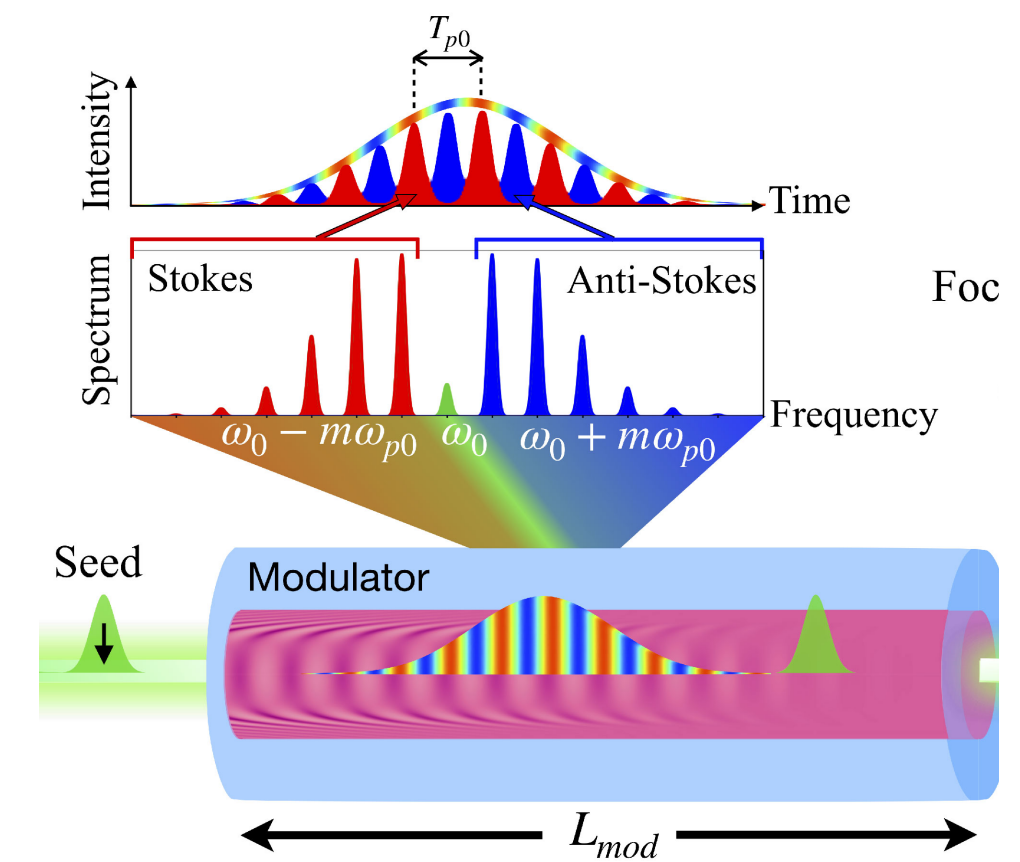 T_{p0}
Intensity
Time
Spectrum
Stokes
Anti-Stokes
Foc
Frequency
ω_0 − mω_{p0}
ω_0
ω_0 + mω_{p0}
Seed
Modulator
L_{mod}